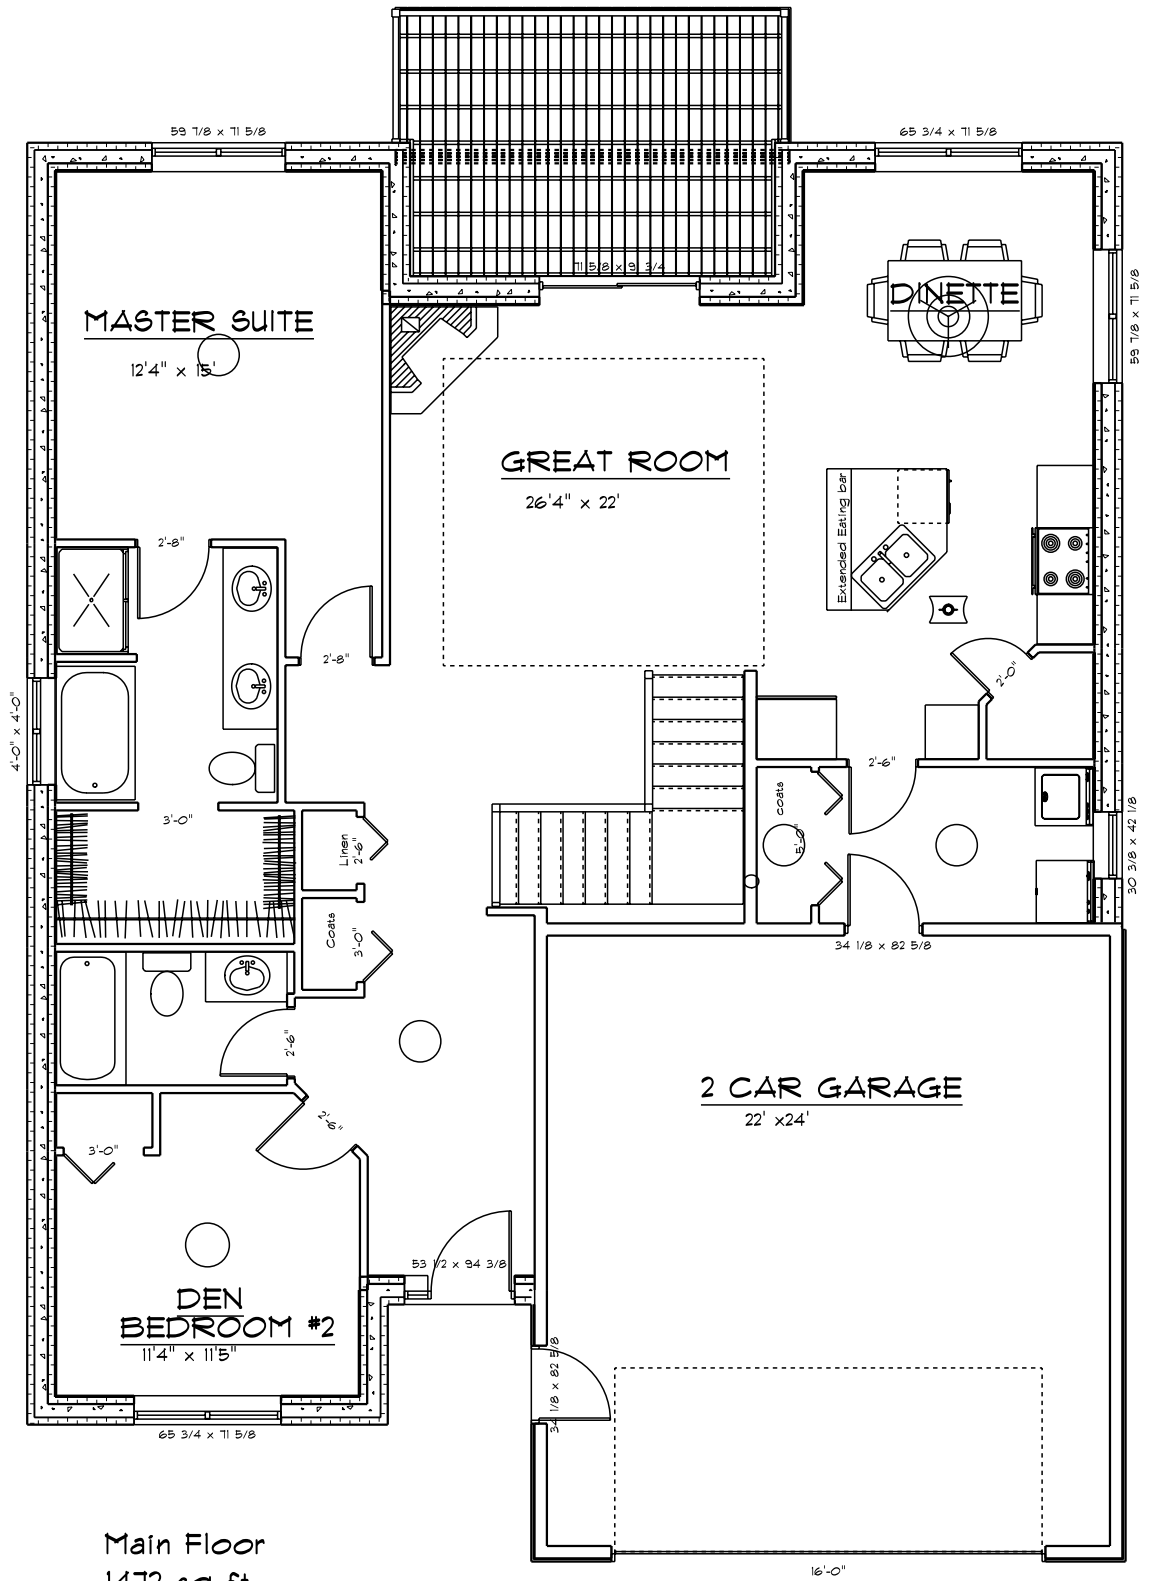 59 7/8 x 71 5/8
65 3/4 x 71 5/8
71 5/8 x 9 3/4
DINETTE
59 7/8 x 71 5/8
MASTER SUITE
12'4" x 15'
GREAT ROOM
26'4" x 22'
Extended Eating bar
2'-8"
2'-8"
2'-0"
4'-0" x 4'-0"
2'-6"
3'-0"
Linen
2'-6"
coats
5'-0"
30 3/8 x 42 1/8
Coats
3'-0"
34 1/8 x 82 5/8
2'-6"
2 CAR GARAGE
22' x24'
2'-6"
3'-0"
53 1/2 x 94 3/8
DEN
BEDROOM #2
11'4" x 11'5"
34 1/8 x 82 5/8
65 3/4 x 71 5/8
Main Floor
1472 sq ft
16'-0"